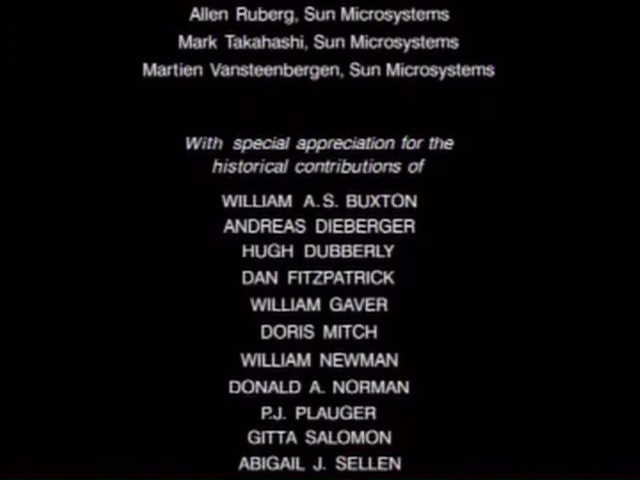 Allen Ruberg, Sun Microsystems
Mark Takahashi, Sun Microsystems
Martien Vansteenbergen, Sun Microsystems
With special appreciation for the
historical contributions of
WILLIAM A.S. BUXTON
ANDREAS DIEBERGER
HUGH DUBBERLY
DAN FITZPATRICK
WILLIAM GAVER
DORIS MITCH
WILLIAM NEWMAN
DONALD A. NORMAN
P.J. PLAUGER
GITTA SALOMON
ABIGAIL J. SELLEN